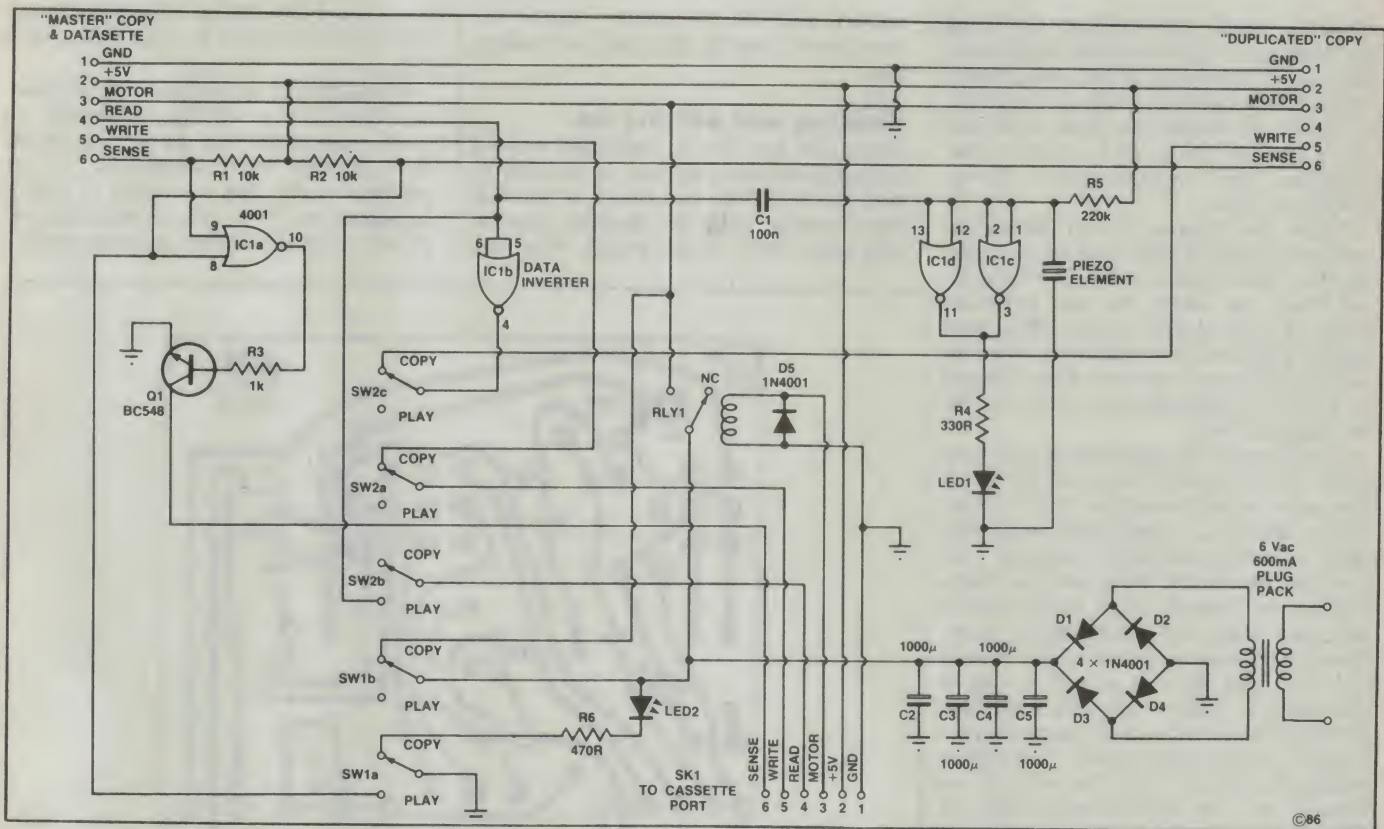 "MASTER" COPY
& DATASETTE
1 GND
2 +5V
3 MOTOR
4 READ
5 WRITE
6 SENSE
"DUPLICATED" COPY
GND 1
+5V 2
MOTOR 3
4
WRITE 5
SENSE 6
R1 10k
R2 10k
4001
9
IC1a
10
8
R3
1k
Q1
BC548
6 5
IC1b
DATA
INVERTER
4
C1
100n
R5
220k
13 12
IC1d
11
2 1
IC1c
3
PIEZO
ELEMENT
R4
330R
LED1
COPY
SW2c
PLAY
COPY
SW2a
PLAY
COPY
SW2b
PLAY
COPY
SW1b
PLAY
COPY
SW1a
PLAY
RLY1
NC
D5
1N4001
LED2
R6
470R
SK1
TO CASSETTE
PORT
SENSE 6
WRITE 5
READ 4
MOTOR 3
+5V 2
GND 1
1000µ
1000µ
C2
C3
C4
C5
1000µ
1000µ
D1
D2
4 × 1N4001
D3
D4
6 Vac
600mA
PLUG
PACK
©86